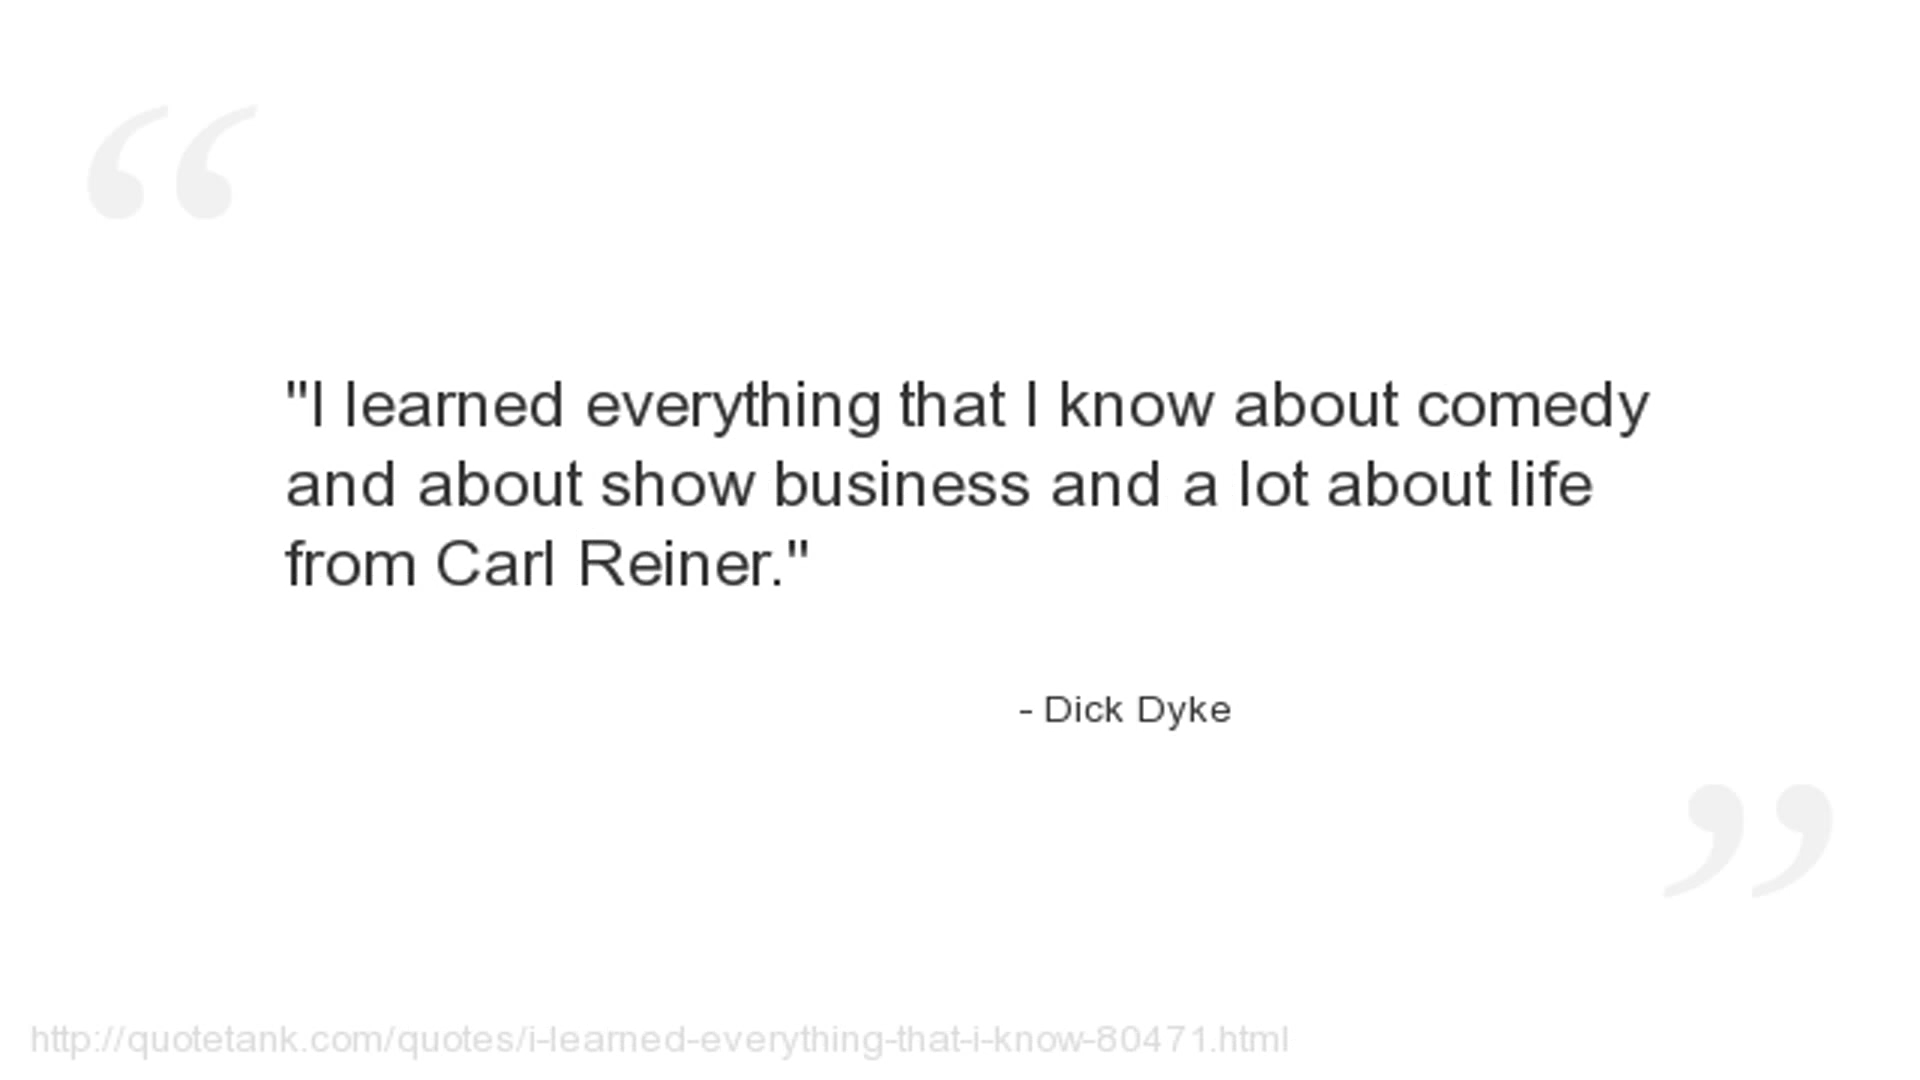 "I learned everything that I know about comedy
and about show business and a lot about life
from Carl Reiner."
- Dick Dyke
http://quotetank.com/quotes/i-learned-everything-that-i-know-80471.html